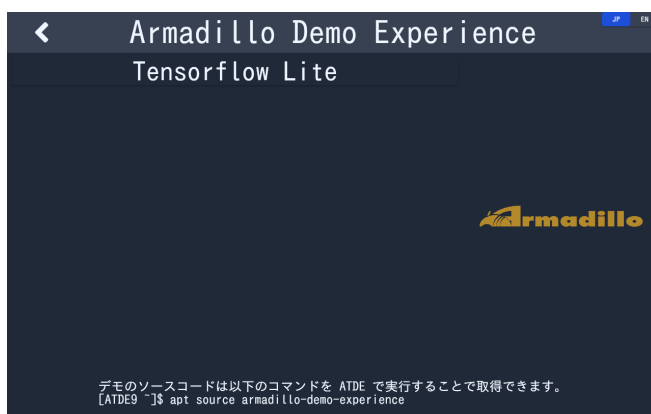 Armadillo Demo Experience
JP EN
Tensorflow Lite
Armadillo
デモのソースコードは以下のコマンドを ATDE で実行することで取得できます。
[ATDE9 ~]$ apt source armadillo-demo-experience